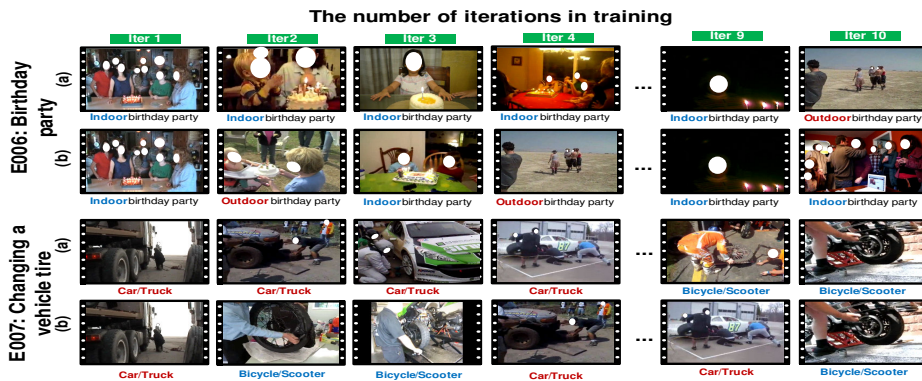 The number of iterations in training
Iter 1 Iter2 Iter 3 Iter 4 Iter 9 Iter 10
E006: Birthday party
(a)
...
Indoor birthday party Indoor birthday party Indoor birthday party Indoor birthday party Indoor birthday party Outdoor birthday party
(b)
...
Indoor birthday party Outdoor birthday party Indoor birthday party Outdoor birthday party Indoor birthday party Indoor birthday party
E007: Changing a vehicle tire
(a)
87
...
Car/Truck Car/Truck Car/Truck Car/Truck Bicycle/Scooter Bicycle/Scooter
(b)
...
87
Car/Truck Bicycle/Scooter Bicycle/Scooter Car/Truck Car/Truck Bicycle/Scooter